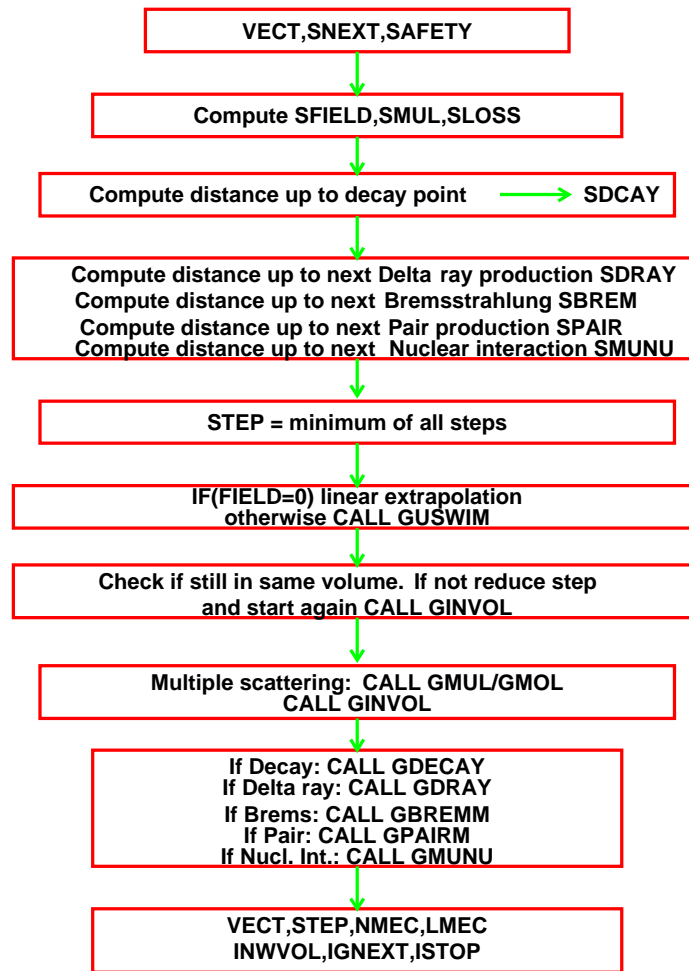 VECT,SNEXT,SAFETY
Compute SFIELD,SMUL,SLOSS
Compute distance up to decay point SDCAY
Compute distance up to next Delta ray production SDRAY
Compute distance up to next Bremsstrahlung SBREM
Compute distance up to next Pair production SPAIR
Compute distance up to next Nuclear interaction SMUNU
STEP = minimum of all steps
IF(FIELD=0) linear extrapolation
otherwise CALL GUSWIM
Check if still in same volume. If not reduce step
and start again CALL GINVOL
Multiple scattering: CALL GMUL/GMOL
CALL GINVOL
If Decay: CALL GDECAY
If Delta ray: CALL GDRAY
If Brems: CALL GBREMM
If Pair: CALL GPAIRM
If Nucl. Int.: CALL GMUNU
VECT,STEP,NMEC,LMEC
INWVOL,IGNEXT,ISTOP